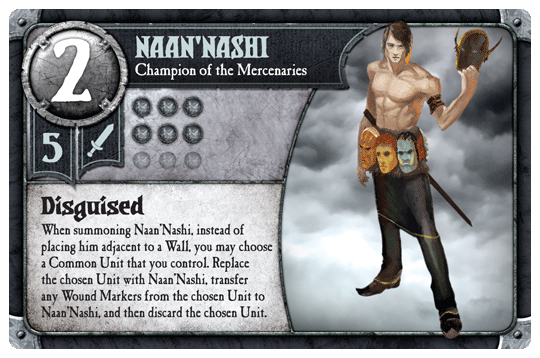 2
NAAN'NASHI
Champion of the Mercenaries
5
Disguised
When summoning Naan'Nashi, instead of
placing him adjacent to a Wall, you may choose
a Common Unit that you control. Replace
the chosen Unit with Naan'Nashi, transfer
any Wound Markers from the chosen Unit to
Naan'Nashi, and then discard the chosen Unit.